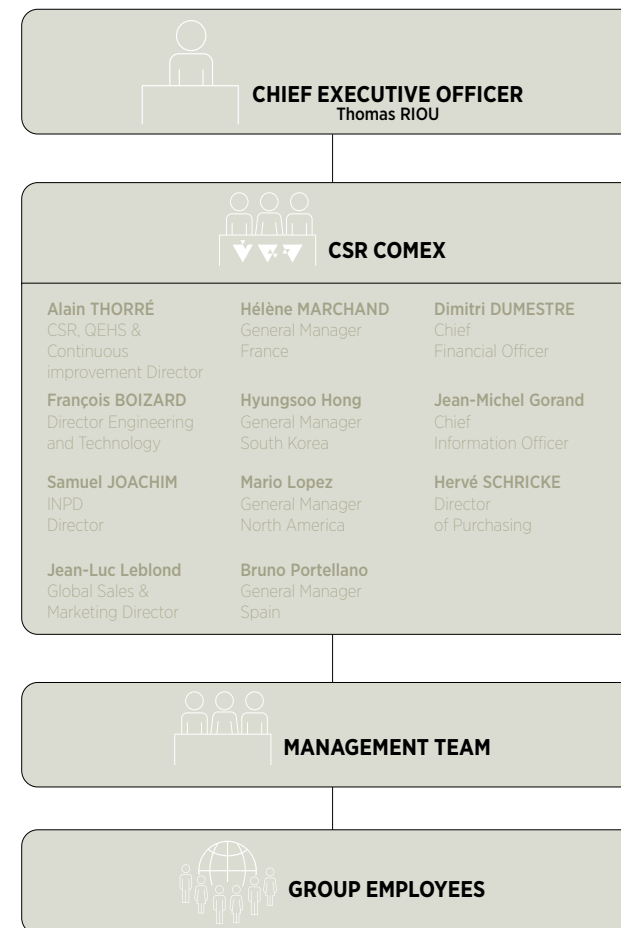 CHIEF EXECUTIVE OFFICER
Thomas RIOU
CSR COMEX
Alain THORRÉ
CSR, QEHS &
Continuous
improvement Director
Hélène MARCHAND
General Manager
France
Dimitri DUMESTRE
Chief
Financial Officer
François BOIZARD
Director Engineering
and Technology
Hyungsoo Hong
General Manager
South Korea
Jean-Michel Gorand
Chief
Information Officer
Samuel JOACHIM
INPD
Director
Mario Lopez
General Manager
North America
Hervé SCHRICKE
Director
of Purchasing
Jean-Luc Leblond
Global Sales &
Marketing Director
Bruno Portellano
General Manager
Spain
MANAGEMENT TEAM
GROUP EMPLOYEES